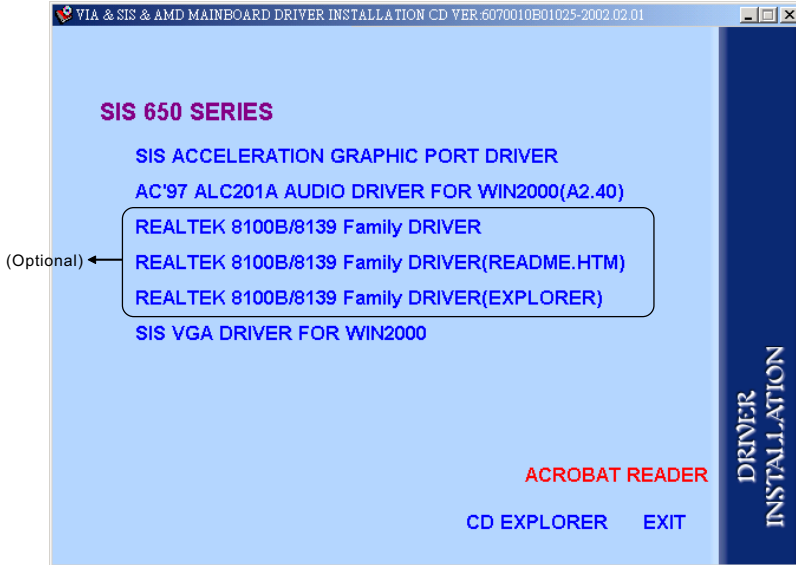 VIA & SIS & AMD MAINBOARD DRIVER INSTALLATION CD VER:6070010B01025-2002.02.01
SIS 650 SERIES
SIS ACCELERATION GRAPHIC PORT DRIVER
AC'97 ALC201A AUDIO DRIVER FOR WIN2000(A2.40)
REALTEK 8100B/8139 Family DRIVER
(Optional)
REALTEK 8100B/8139 Family DRIVER(README.HTM)
REALTEK 8100B/8139 Family DRIVER(EXPLORER)
SIS VGA DRIVER FOR WIN2000
ACROBAT READER
CD EXPLORER EXIT
DRIVER
INSTALLATION